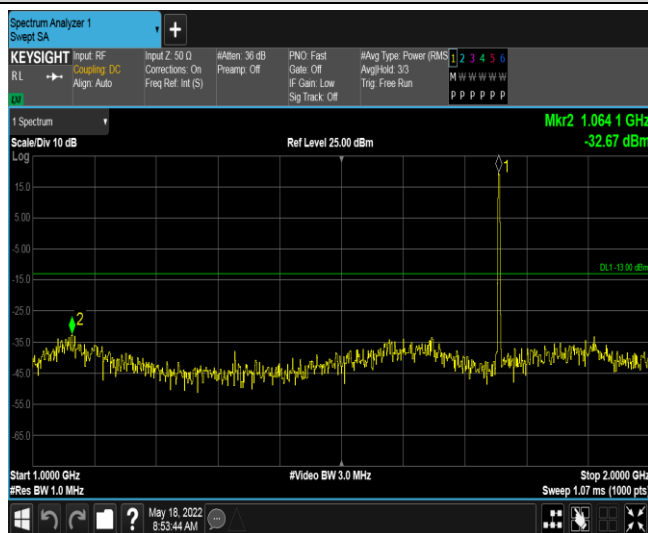 Spectrum Analyzer 1
Swept SA
+
KEYSIGHT
RL
LXI
Input: RF
Coupling: DC
Align: Auto
Input Z: 50 Ω
Corrections: On
Freq Ref: Int (S)
#Atten: 36 dB
Preamp: Off
PNO: Fast
Gate: Off
IF Gain: Low
Sig Track: Off
#Avg Type: Power (RMS
Avg|Hold: 3/3
Trig: Free Run
1 2 3 4 5 6
M W W W W W
P P P P P P
1 Spectrum
Mkr2 1.064 1 GHz
-32.67 dBm
Scale/Div 10 dB
Ref Level 25.00 dBm
Log
1
15.0
5.00
DL1 -13.00 dBm
-5.00
-15.0
-25.0
2
-35.0
-45.0
-55.0
-65.0
Start 1.0000 GHz
#Video BW 3.0 MHz
Stop 2.0000 GHz
#Res BW 1.0 MHz
Sweep 1.07 ms (1000 pts)
?
May 18, 2022
8:53:44 AM